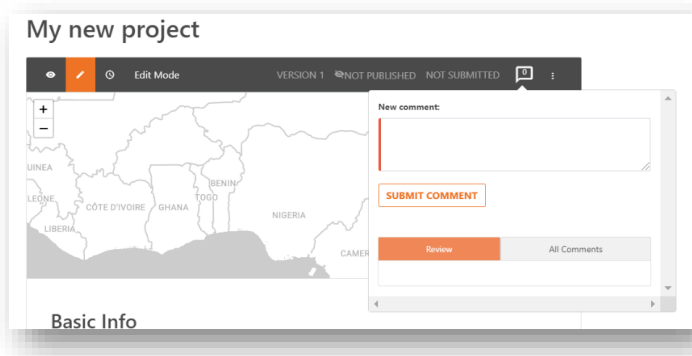 My new project
Edit Mode VERSION 1 NOT PUBLISHED NOT SUBMITTED 0
New comment:
+
−
UINEA
BENIN
LEONE
CÔTE D'IVOIRE GHANA TOGO
NIGERIA
LIBERIA
CAMER
SUBMIT COMMENT
Review All Comments
Basic Info